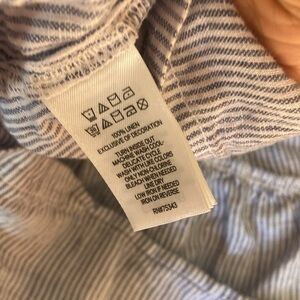 100% LINEN
EXCLUSIVE OF DECORATION
TURN INSIDE OUT
MACHINE WASH COOL
DELICATE CYCLE
WASH WITH LIKE COLORS
ONLY NON-CHLORINE
BLEACH WHEN NEEDED
LINE DRY
LOW IRON IF NEEDED
IRON ON REVERSE
RN#75343